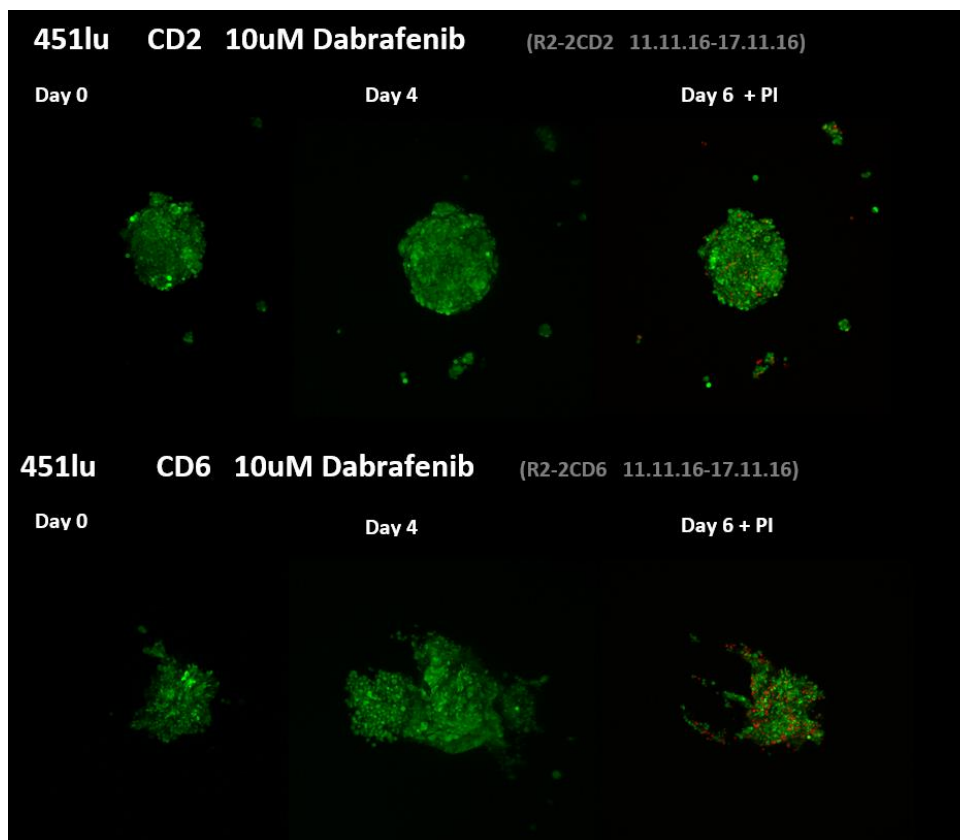 451lu CD2 10uM Dabrafenib (R2-2CD2 11.11.16-17.11.16)
Day 0 Day 4 Day 6 + PI
451lu CD6 10uM Dabrafenib (R2-2CD6 11.11.16-17.11.16)
Day 0 Day 4 Day 6 + PI